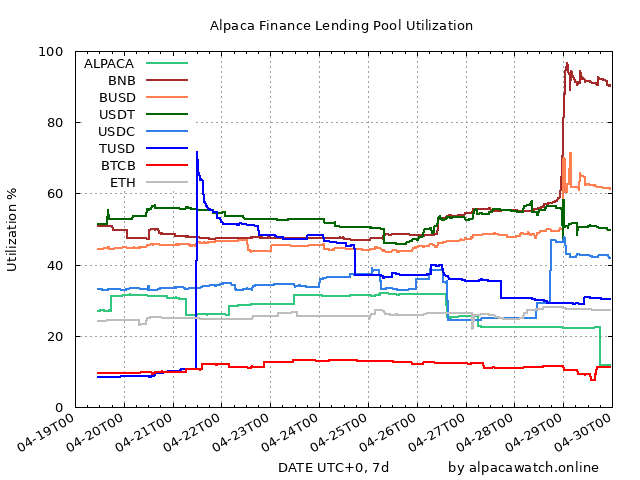 Alpaca Finance Lending Pool Utilization
100
80
60
40
20
0
Utilization %
ALPACA
BNB
BUSD
USDT
USDC
TUSD
BTCB
ETH
04-19T00
04-20T00
04-21T00
04-22T00
04-23T00
04-24T00
04-25T00
04-26T00
04-27T00
04-28T00
04-29T00
04-30T00
DATE UTC+0, 7d
by alpacawatch.online